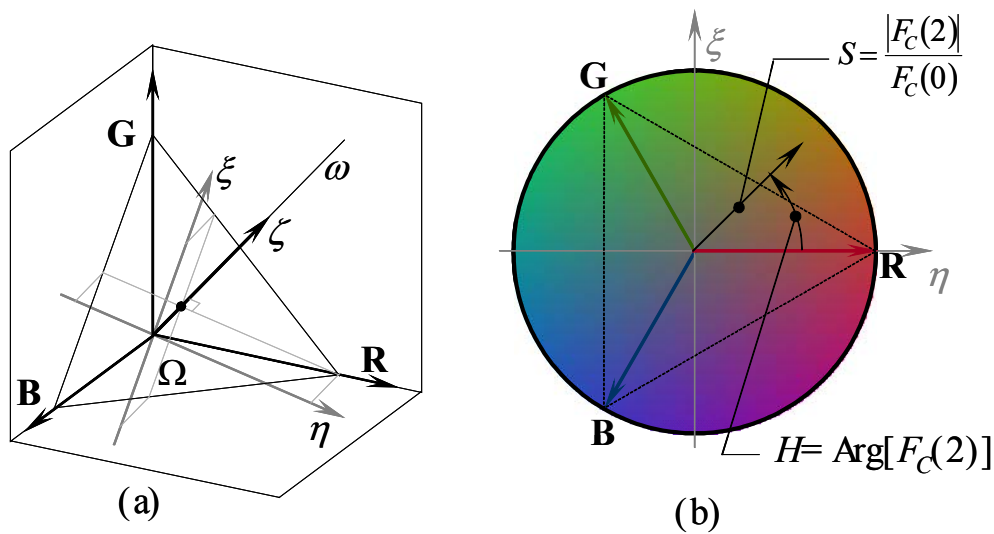 G
ξ
ω
ζ
R
Ω
B
η
(a)
ξ
S=|F_C(2)|/F_C(0)
G
R
η
B
H= Arg[F_C(2)]
(b)